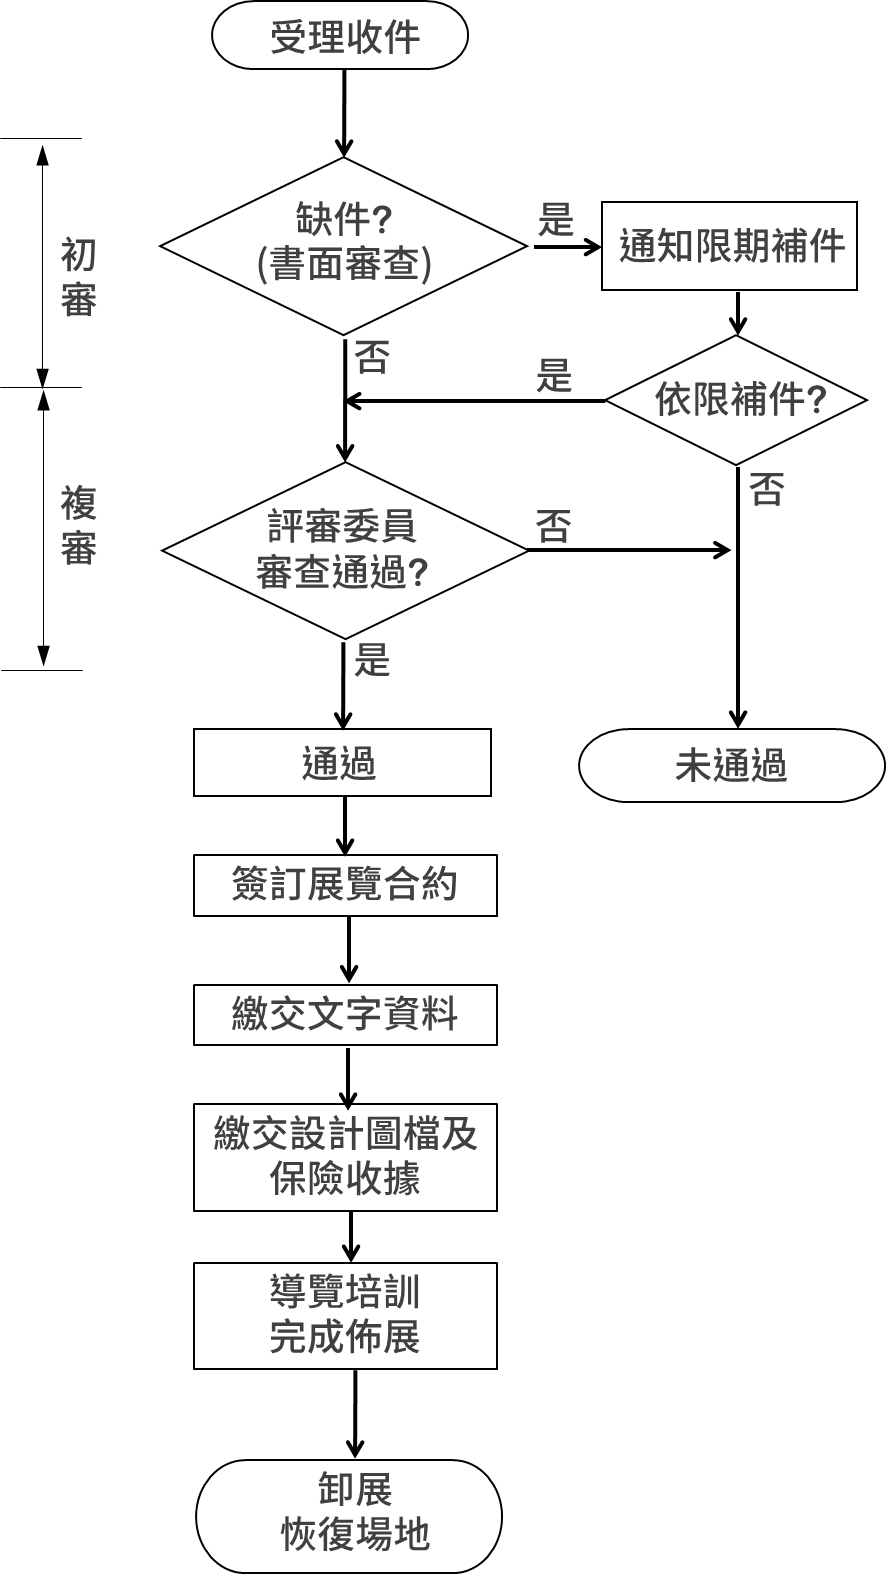 受理收件
初
審
缺件?
(書面審查)
是
通知限期補件
否
是
依限補件?
複
審
評審委員
審查通過?
否
否
是
通過
未通過
簽訂展覽合約
繳交文字資料
繳交設計圖檔及
保險收據
導覽培訓
完成佈展
卸展
恢復場地